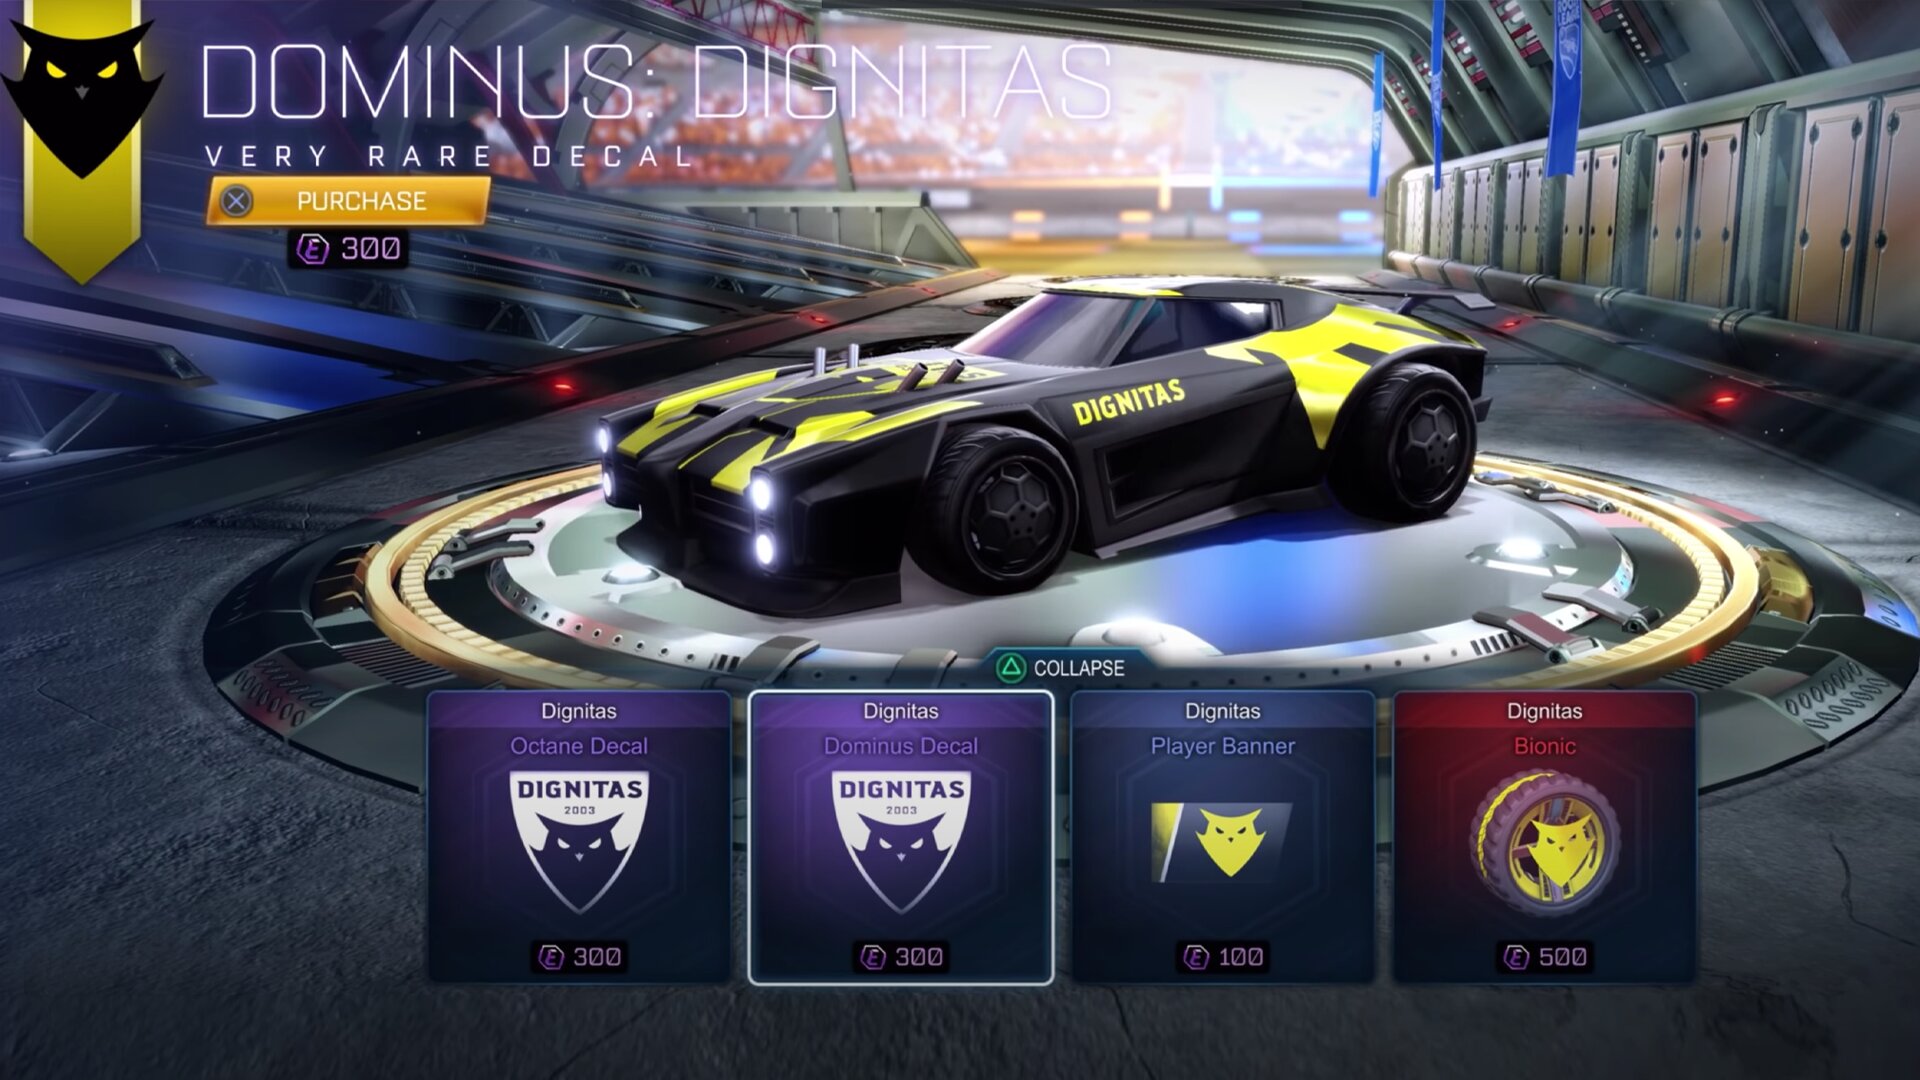 DOMINUS: DIGNITAS
VERY RARE DECAL
PURCHASE
300
DIGNITAS
COLLAPSE
Dignitas
Octane Decal
DIGNITAS
2003
300
Dignitas
Dominus Decal
DIGNITAS
2003
300
Dignitas
Player Banner
100
Dignitas
Bionic
500